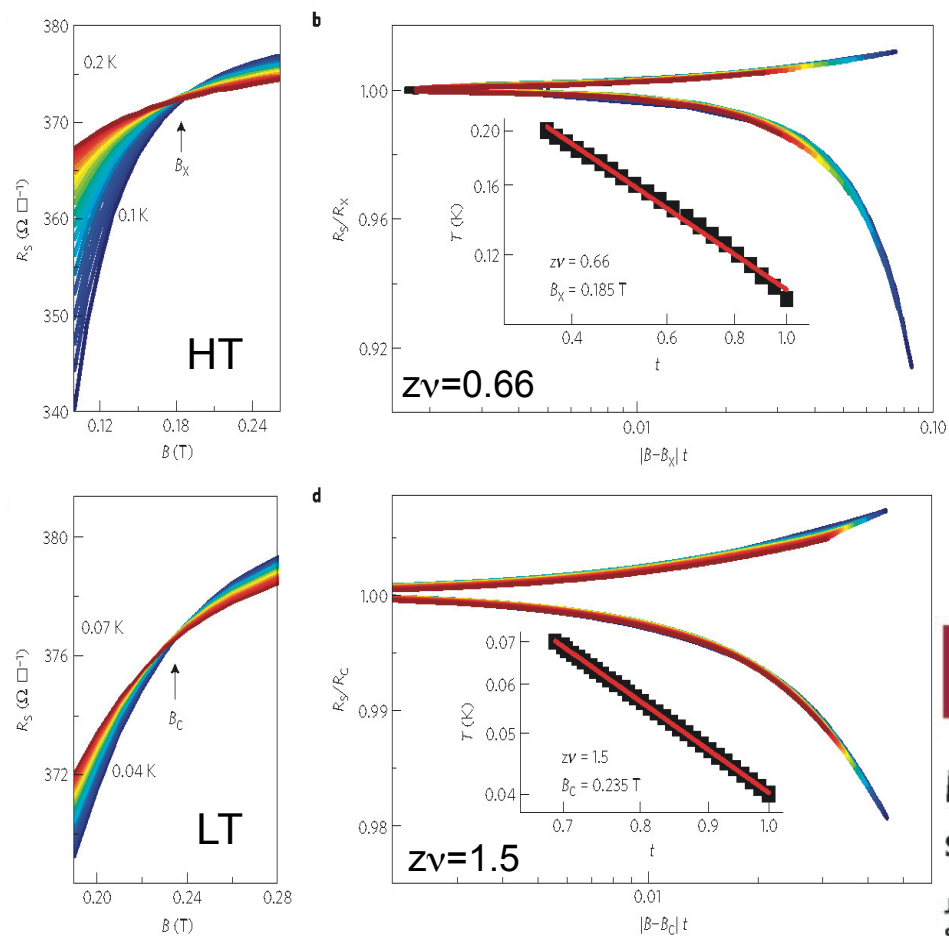 380
370
360
350
340
R_S (Ω □⁻¹)
0.2 K
0.1 K
B_X
HT
0.12 0.18 0.24
B (T)
b
1.00
0.96
0.92
R_S/R_X
0.20
0.16
0.12
T (K)
zν = 0.66
B_X = 0.185 T
0.4 0.6 0.8 1.0
t
zν=0.66
0.01 0.10
|B−B_X| t
380
376
372
R_S (Ω □⁻¹)
0.07 K
0.04 K
B_C
LT
0.20 0.24 0.28
B (T)
d
1.00
0.99
0.98
R_S/R_C
0.07
0.06
0.05
0.04
T (K)
zν = 1.5
B_C = 0.235 T
0.7 0.8 0.9 1.0
t
zν=1.5
0.01
|B−B_C| t